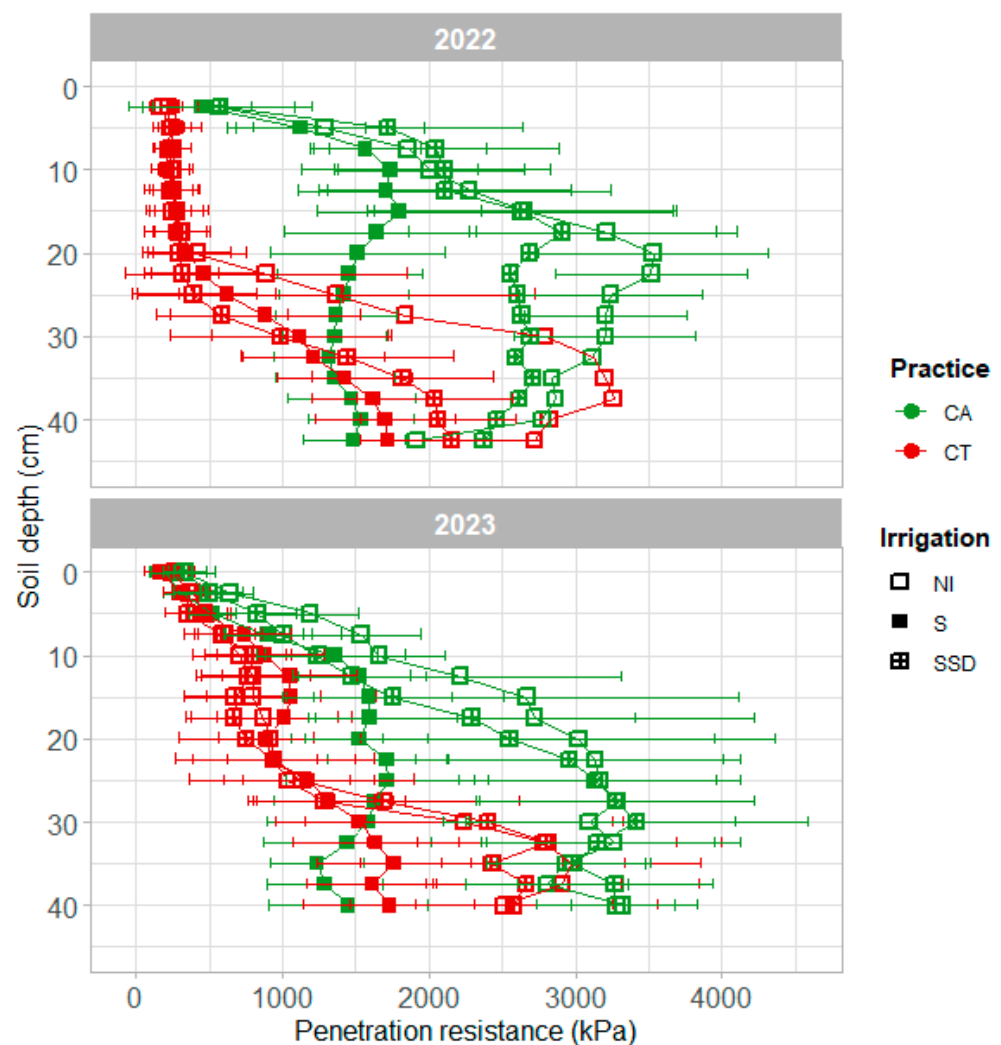 2022
0
10
20
30
40
2023
0
10
20
30
40
0 1000 2000 3000 4000
Penetration resistance (kPa)
Soil depth (cm)
Practice
CA
CT
Irrigation
NI
S
SSD